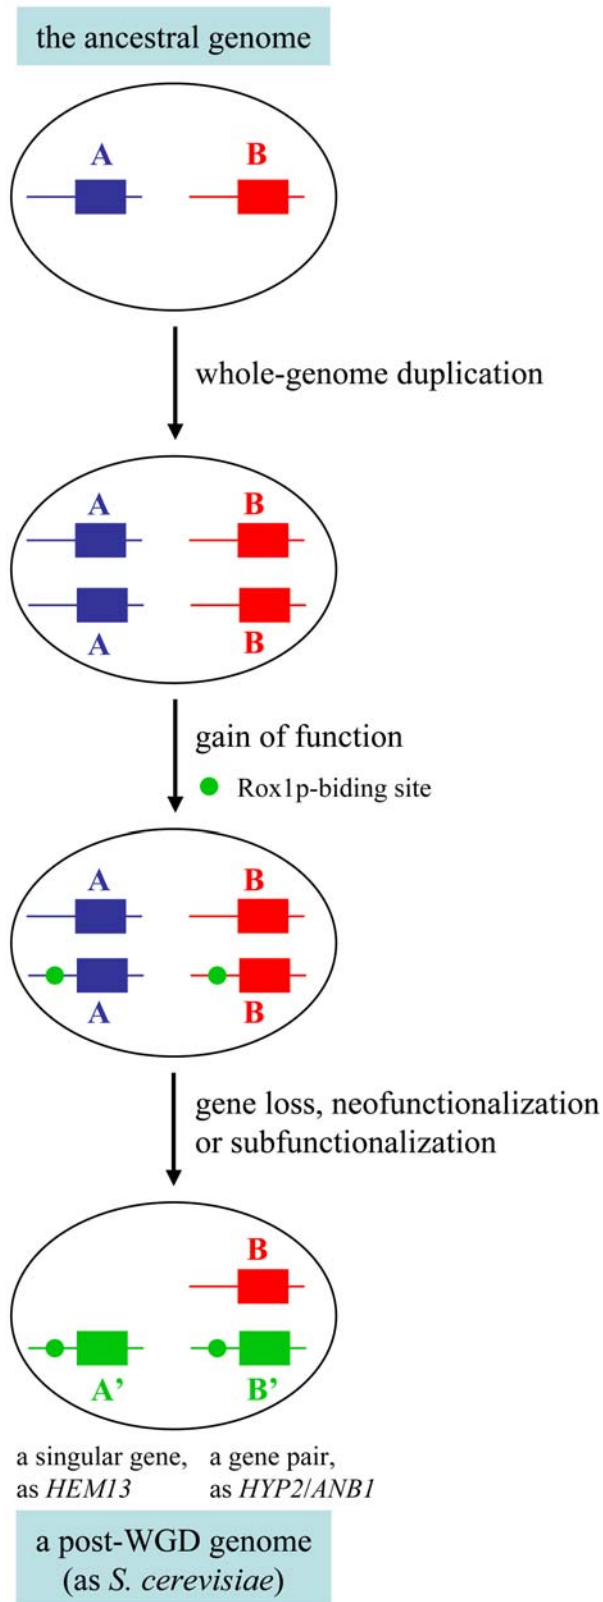 the ancestral genome
A B
whole-genome duplication
A B
A B
gain of function
Rox1p-biding site
A B
A B
gene loss, neofunctionalization
or subfunctionalization
B
A’ B’
a singular gene, a gene pair,
as HEM13 as HYP2/ANB1
a post-WGD genome
(as S. cerevisiae)